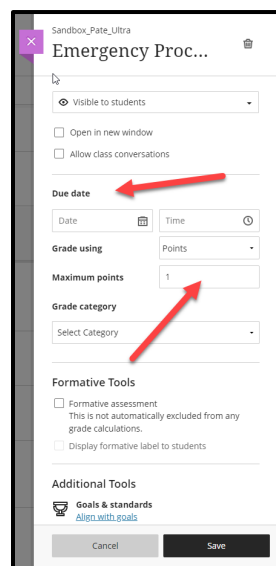 Sandbox_Pate_Ultra
Emergency Proc...
Visible to students
Open in new window
Allow class conversations
Due date
Date Time
Grade using Points
Maximum points 1
Grade category
Select Category
Formative Tools
Formative assessment
This is not automatically excluded from any
grade calculations.
Display formative label to students
Additional Tools
Goals & standards
Align with goals
Cancel Save